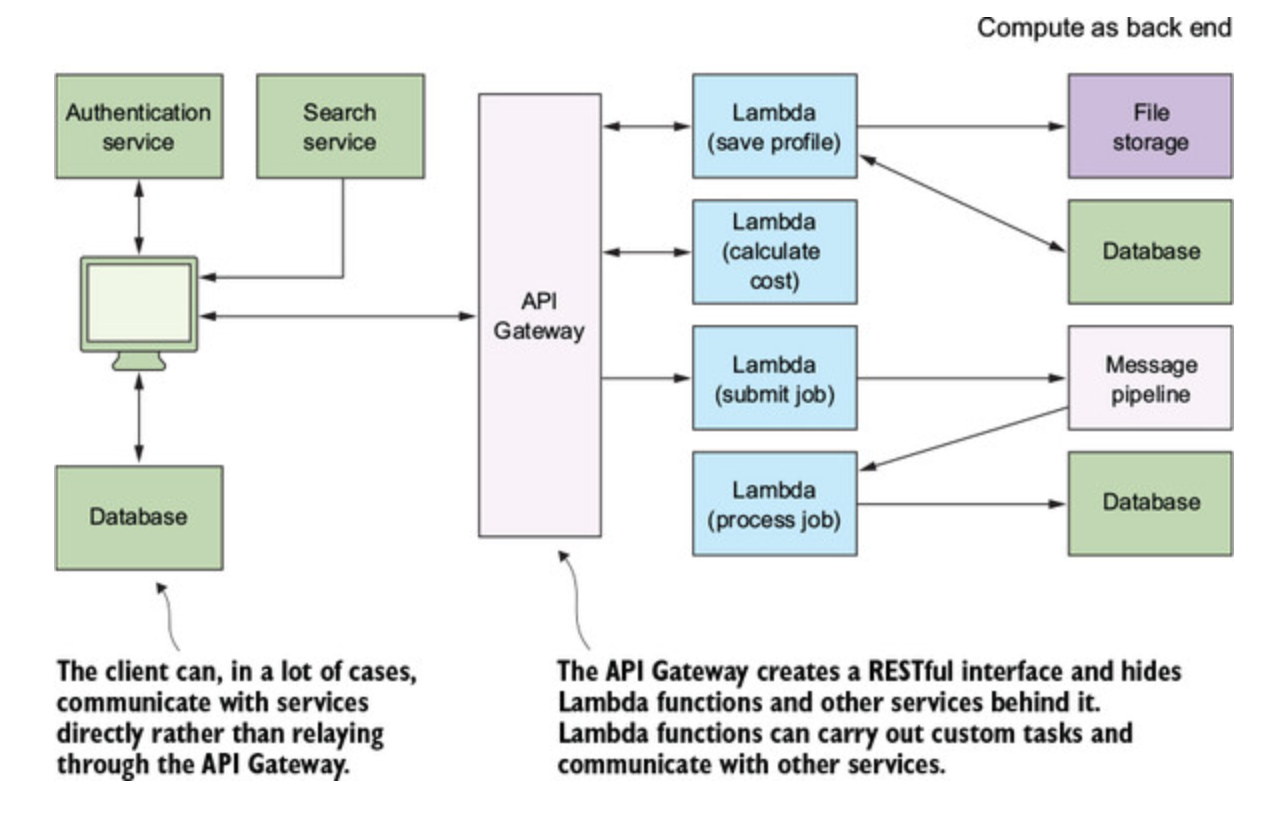 Compute as back end
Authentication
service
Search
service
Database
API
Gateway
Lambda
(save profile)
Lambda
(calculate
cost)
Lambda
(submit job)
Lambda
(process job)
File
storage
Database
Message
pipeline
Database
The client can, in a lot of cases,
communicate with services
directly rather than relaying
through the API Gateway.
The API Gateway creates a RESTful interface and hides
Lambda functions and other services behind it.
Lambda functions can carry out custom tasks and
communicate with other services.